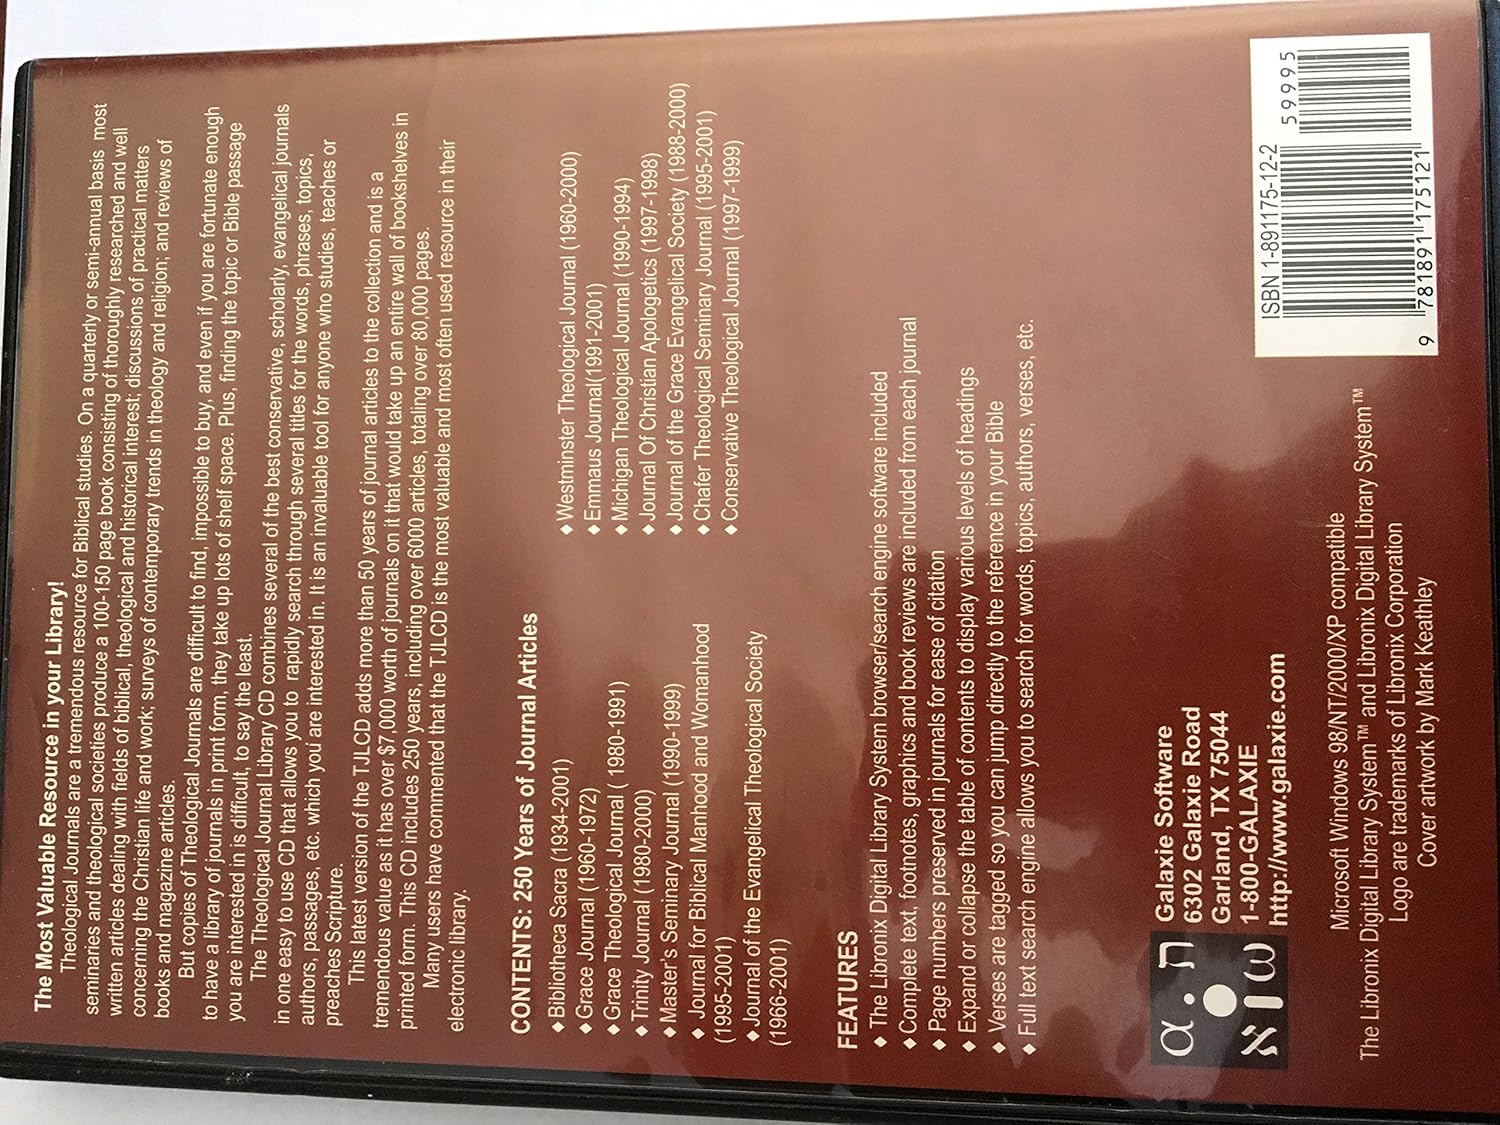 The Most Valuable Resource in your Library!
Theological Journals are a tremendous resource for Biblical studies. On a quarterly or semi-annual basis most
seminaries and theological societies produce a 100-150 page book consisting of thoroughly researched and well
written articles dealing with fields of biblical, theological and historical interest; discussions of practical matters
concerning the Christian life and work; surveys of contemporary trends in theology and religion; and reviews of
books and magazine articles.
But copies of Theological Journals are difficult to find, impossible to buy, and even if you are fortunate enough
to have a library of journals in print form, they take up lots of shelf space. Plus, finding the topic or Bible passage
you are interested in is difficult, to say the least.
The Theological Journal Library CD combines several of the best conservative, scholarly, evangelical journals
in one easy to use CD that allows you to rapidly search through several titles for the words, phrases, topics,
authors, passages, etc. which you are interested in. It is an invaluable tool for anyone who studies, teaches or
preaches Scripture.
This latest version of the TJLCD adds more than 50 years of journal articles to the collection and is a
tremendous value as it has over $7,000 worth of journals on it that would take up an entire wall of bookshelves in
printed form. This CD includes 250 years, including over 6000 articles, totaling over 80,000 pages.
Many users have commented that the TJLCD is the most valuable and most often used resource in their
electronic library.
CONTENTS: 250 Years of Journal Articles
♦ Bibliotheca Sacra (1934-2001)
♦ Grace Journal (1960-1972)
♦ Grace Theological Journal ( 1980-1991)
♦ Trinity Journal (1980-2000)
♦ Master's Seminary Journal (1990-1999)
♦ Journal for Biblical Manhood and Womanhood
(1995-2001)
♦ Journal of the Evangelical Theological Society
(1966-2001)
♦ Westminster Theological Journal (1960-2000)
♦ Emmaus Journal(1991-2001)
♦ Michigan Theological Journal (1990-1994)
♦ Journal Of Christian Apologetics (1997-1998)
♦ Journal of the Grace Evangelical Society (1988-2000)
♦ Chafer Theological Seminary Journal (1995-2001)
♦ Conservative Theological Journal (1997-1999)
FEATURES
♦ The Libronix Digital Library System browser/search engine software included
♦ Complete text, footnotes, graphics and book reviews are included from each journal
♦ Page numbers preserved in journals for ease of citation
♦ Expand or collapse the table of contents to display various levels of headings
♦ Verses are tagged so you can jump directly to the reference in your Bible
♦ Full text search engine allows you to search for words, topics, authors, verses, etc.
α ת
א ω
Galaxie Software
6302 Galaxie Road
Garland, TX 75044
1-800-GALAXIE
http://www.galaxie.com
Microsoft Windows 98/NT/2000/XP compatible
The Libronix Digital Library System™ and Libronix Digital Library System™
Logo are trademarks of Libronix Corporation
Cover artwork by Mark Keathley
ISBN 1-891175-12-2
59995
9 781891 175121